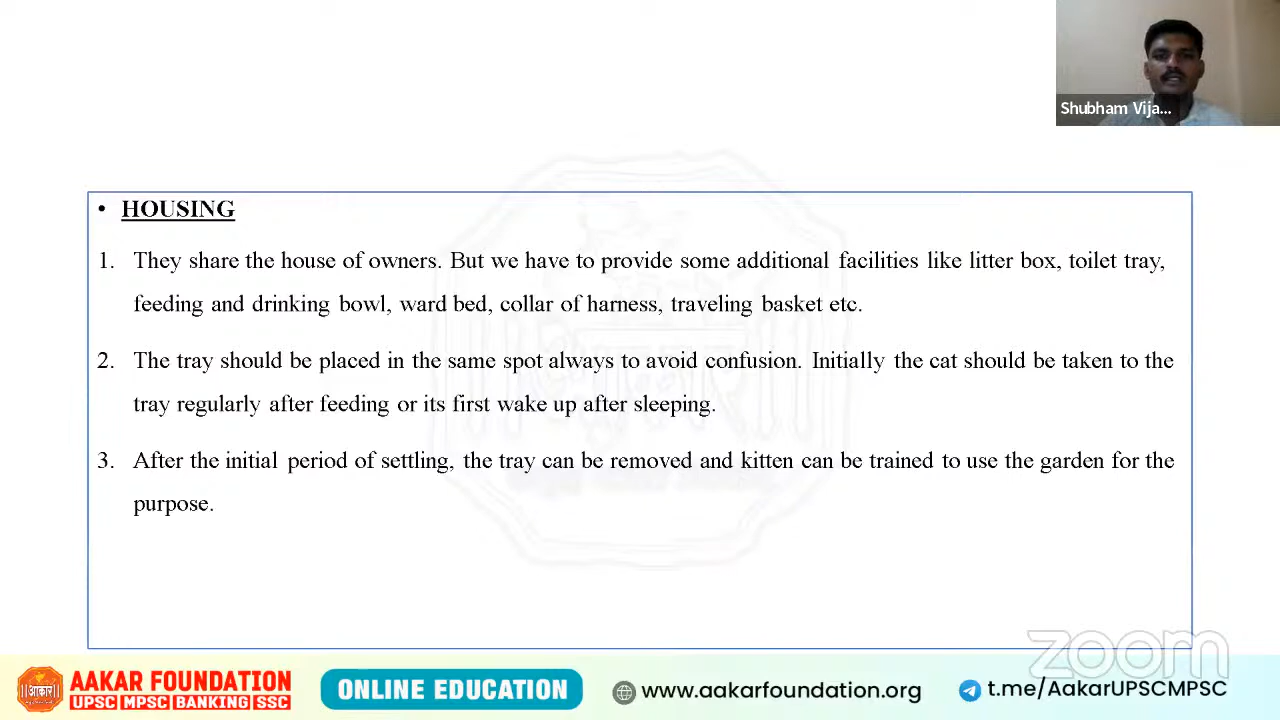 Shubham Vija...
• HOUSING
1. They share the house of owners. But we have to provide some additional facilities like litter box, toilet tray,
feeding and drinking bowl, ward bed, collar of harness, traveling basket etc.
2. The tray should be placed in the same spot always to avoid confusion. Initially the cat should be taken to the
tray regularly after feeding or its first wake up after sleeping.
3. After the initial period of settling, the tray can be removed and kitten can be trained to use the garden for the
purpose.
zoom
॥आकार॥
AAKAR FOUNDATION
UPSC MPSC BANKING SSC
ONLINE EDUCATION
www.aakarfoundation.org
t.me/AakarUPSCMPSC